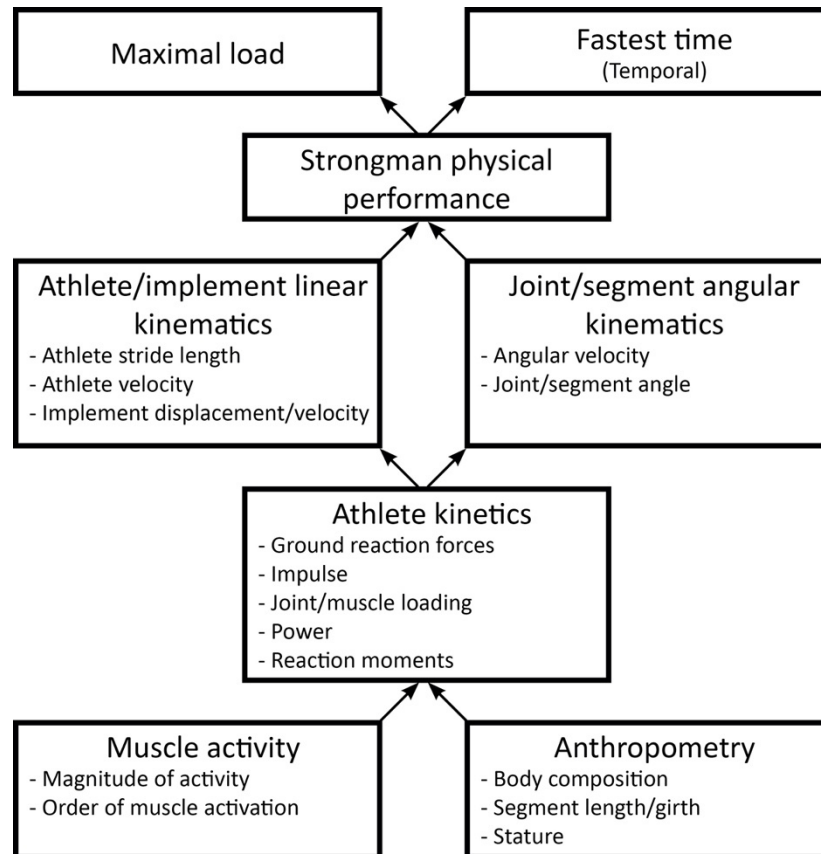 Maximal load
Fastest time
(Temporal)
Strongman physical
performance
Athlete/implement linear
kinematics
- Athlete stride length
- Athlete velocity
- Implement displacement/velocity
Joint/segment angular
kinematics
- Angular velocity
- Joint/segment angle
Athlete kinetics
- Ground reaction forces
- Impulse
- Joint/muscle loading
- Power
- Reaction moments
Muscle activity
- Magnitude of activity
- Order of muscle activation
Anthropometry
- Body composition
- Segment length/girth
- Stature